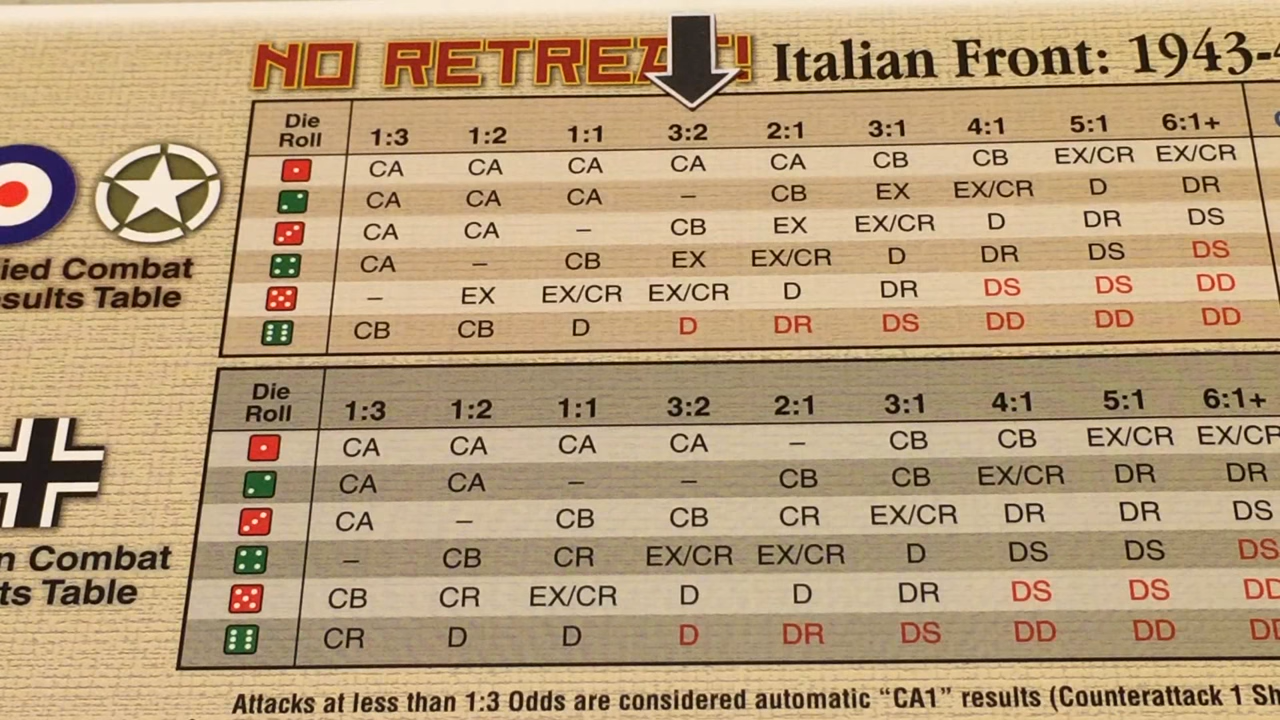 NO RETREAT! Italian Front: 1943-4
Die Roll 1:3 1:2 1:1 3:2 2:1 3:1 4:1 5:1 6:1+
CA CA CA CA CA CB CB EX/CR EX/CR
CA CA CA – CB EX EX/CR D DR
CA CA – CB EX EX/CR D DR DS
CA – CB EX EX/CR D DR DS DS
– EX EX/CR EX/CR D DR DS DS DD
CB CB D D DR DS DD DD DD
ied Combat
sults Table
Die Roll 1:3 1:2 1:1 3:2 2:1 3:1 4:1 5:1 6:1+
CA CA CA CA – CB CB EX/CR EX/CR
CA CA – – CB CB EX/CR DR DR
CA – CB CB CR EX/CR DR DR DS
– CB CR EX/CR EX/CR D DS DS DS
CB CR EX/CR D D DR DS DS DD
CR D D D DR DS DD DD DD
n Combat
ts Table
Attacks at less than 1:3 Odds are considered automatic “CA1” results (Counterattack 1 Sh